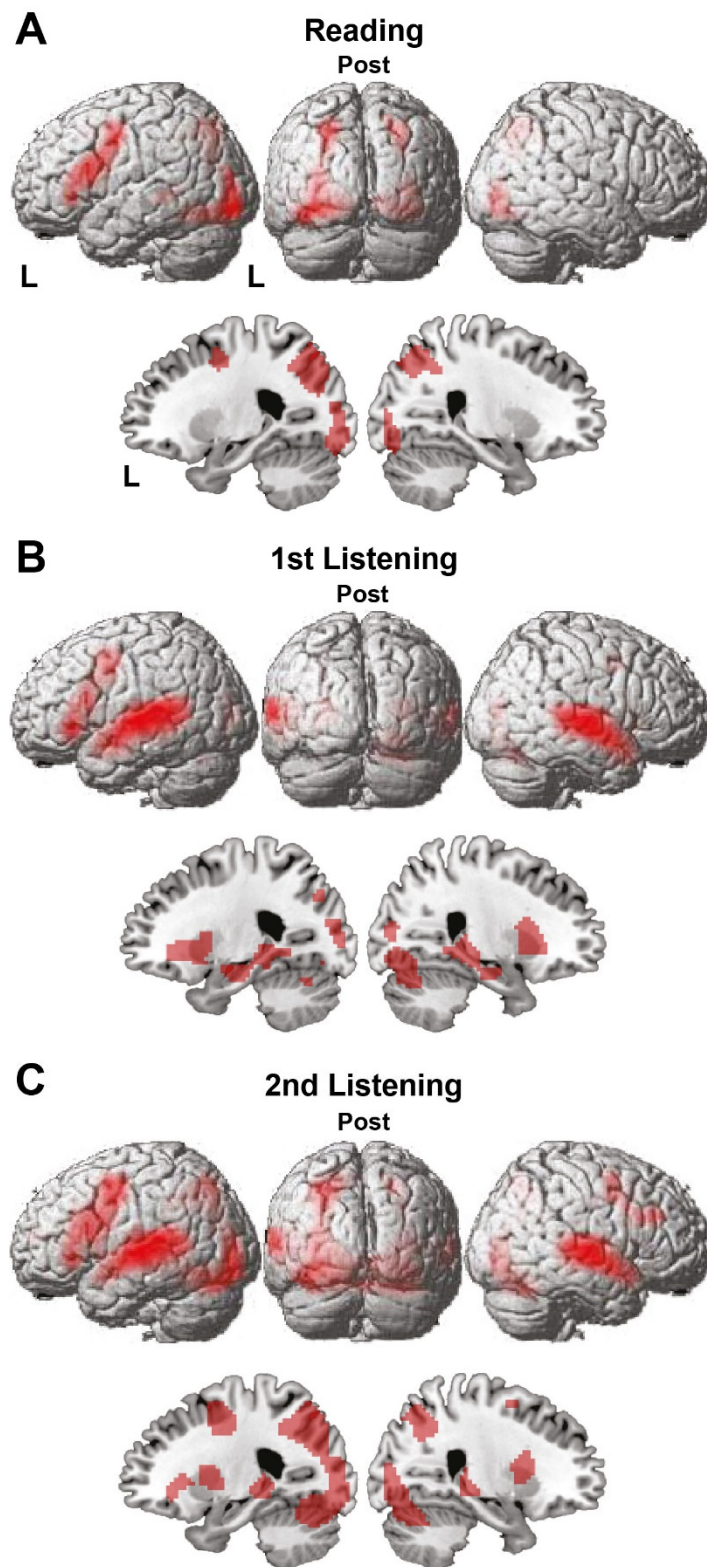 A
Reading
Post
L
L
L
B
1st Listening
Post
C
2nd Listening
Post